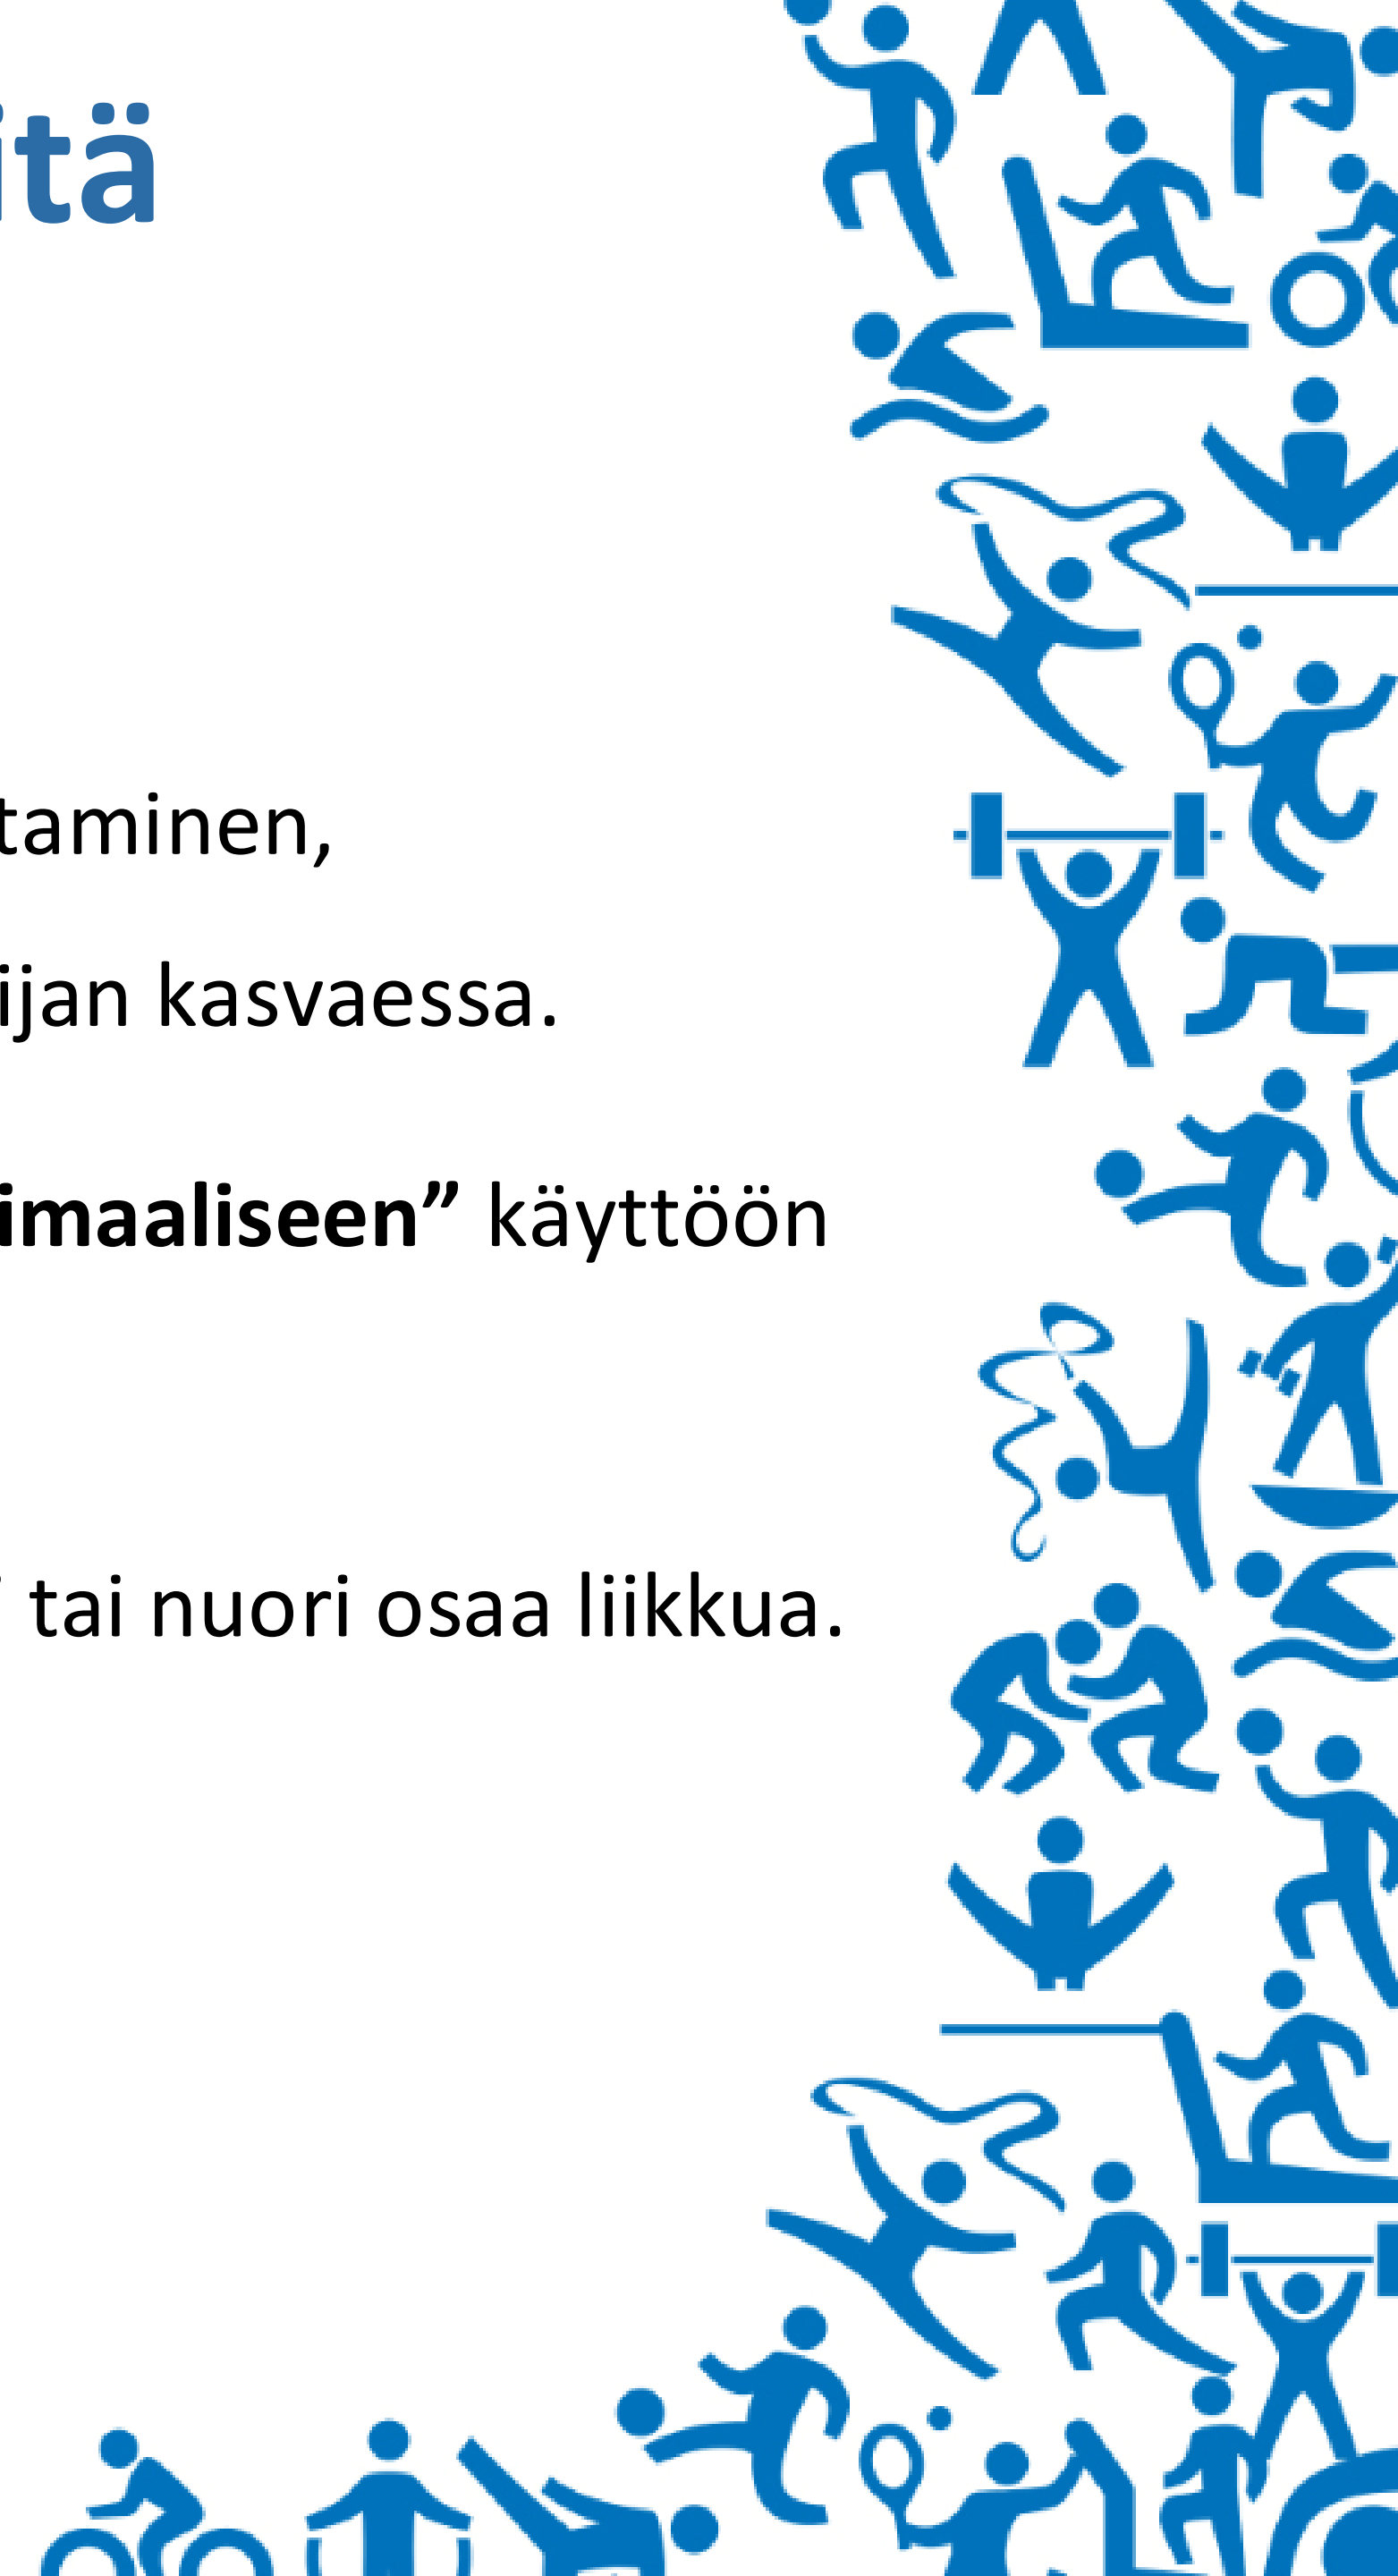 itä
taminen,
ijan kasvaessa.
imaaliseen” käyttöön
tai nuori osaa liikkua.